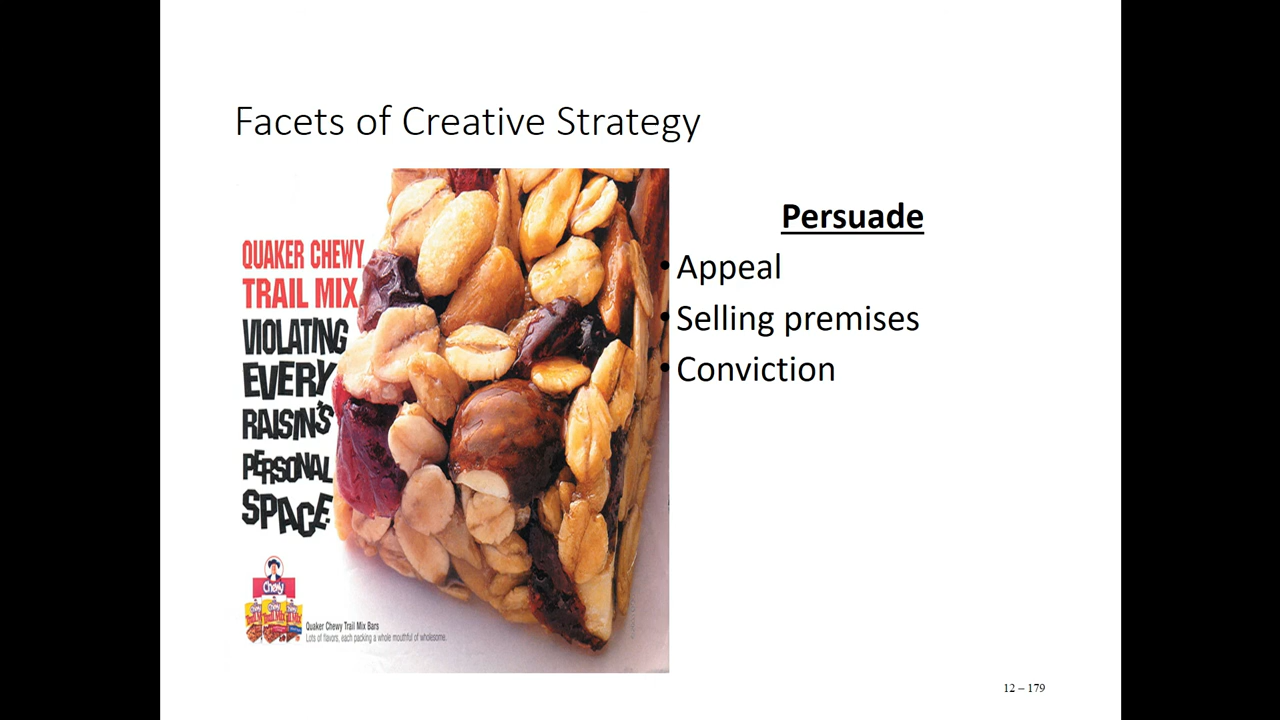 Facets of Creative Strategy
QUAKER CHEWY
TRAIL MIX
VIOLATING
EVERY
RAISIN'S
PERSONAL
SPACE.
Chewy
Quaker Chewy Trail Mix Bars
Lots of flavors, each packing a whole mouthful of wholesome.
Persuade
• Appeal
• Selling premises
• Conviction
12 – 179